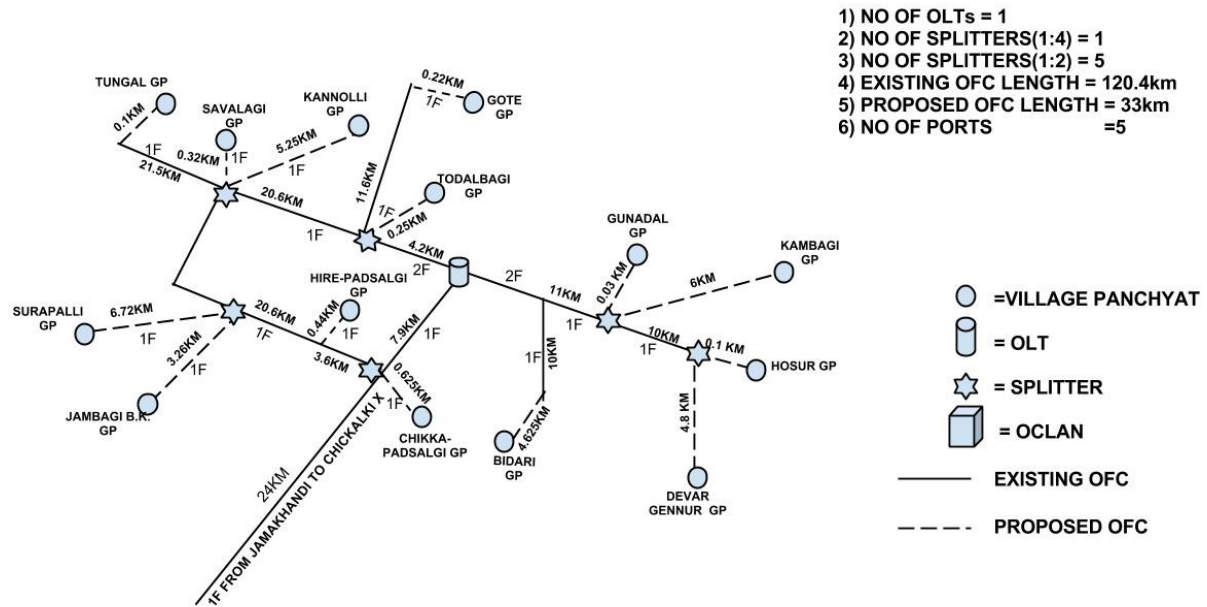 1) NO OF OLTs = 1
2) NO OF SPLITTERS(1:4) = 1
3) NO OF SPLITTERS(1:2) = 5
4) EXISTING OFC LENGTH = 120.4km
5) PROPOSED OFC LENGTH = 33km
6) NO OF PORTS =5
TUNGAL GP
0.1KM
1F
21.5KM
SAVALAGI
GP
0.32KM
1F
KANNOLLI
GP
5.25KM
1F
0.22KM
1F
GOTE
GP
11.6KM
20.6KM
1F
TODALBAGI
GP
1F
0.25KM
4.2KM
2F
2F
11KM
1F
GUNADAL
GP
0.03 KM
KAMBAGI
GP
6KM
10KM
1F
0.1 KM
HOSUR GP
4.8 KM
DEVAR
GENNUR GP
1F
10KM
4.625KM
BIDARI
GP
HIRE-PADSALGI
GP
0.44KM
1F
7.9KM
1F
SURAPALLI
GP
6.72KM
1F
20.6KM
1F
3.6KM
3.26KM
1F
JAMBAGI B.K.
GP
0.625KM
1F
CHIKKA-
PADSALGI GP
24KM
1F FROM JAMAKHANDI TO CHICKALKI X
=VILLAGE PANCHYAT
= OLT
= SPLITTER
= OCLAN
EXISTING OFC
PROPOSED OFC